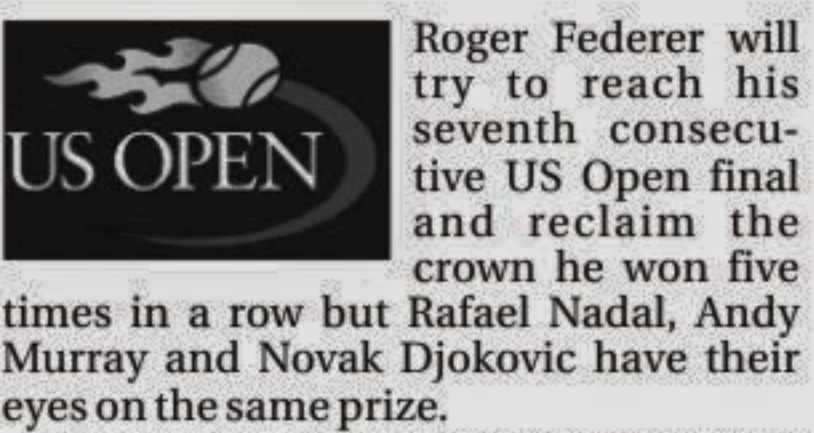 US OPEN
Roger Federer will
try to reach his
seventh consecu-
tive US Open final
and reclaim the
crown he won five
times in a row but Rafael Nadal, Andy
Murray and Novak Djokovic have their
eyes on the same prize.